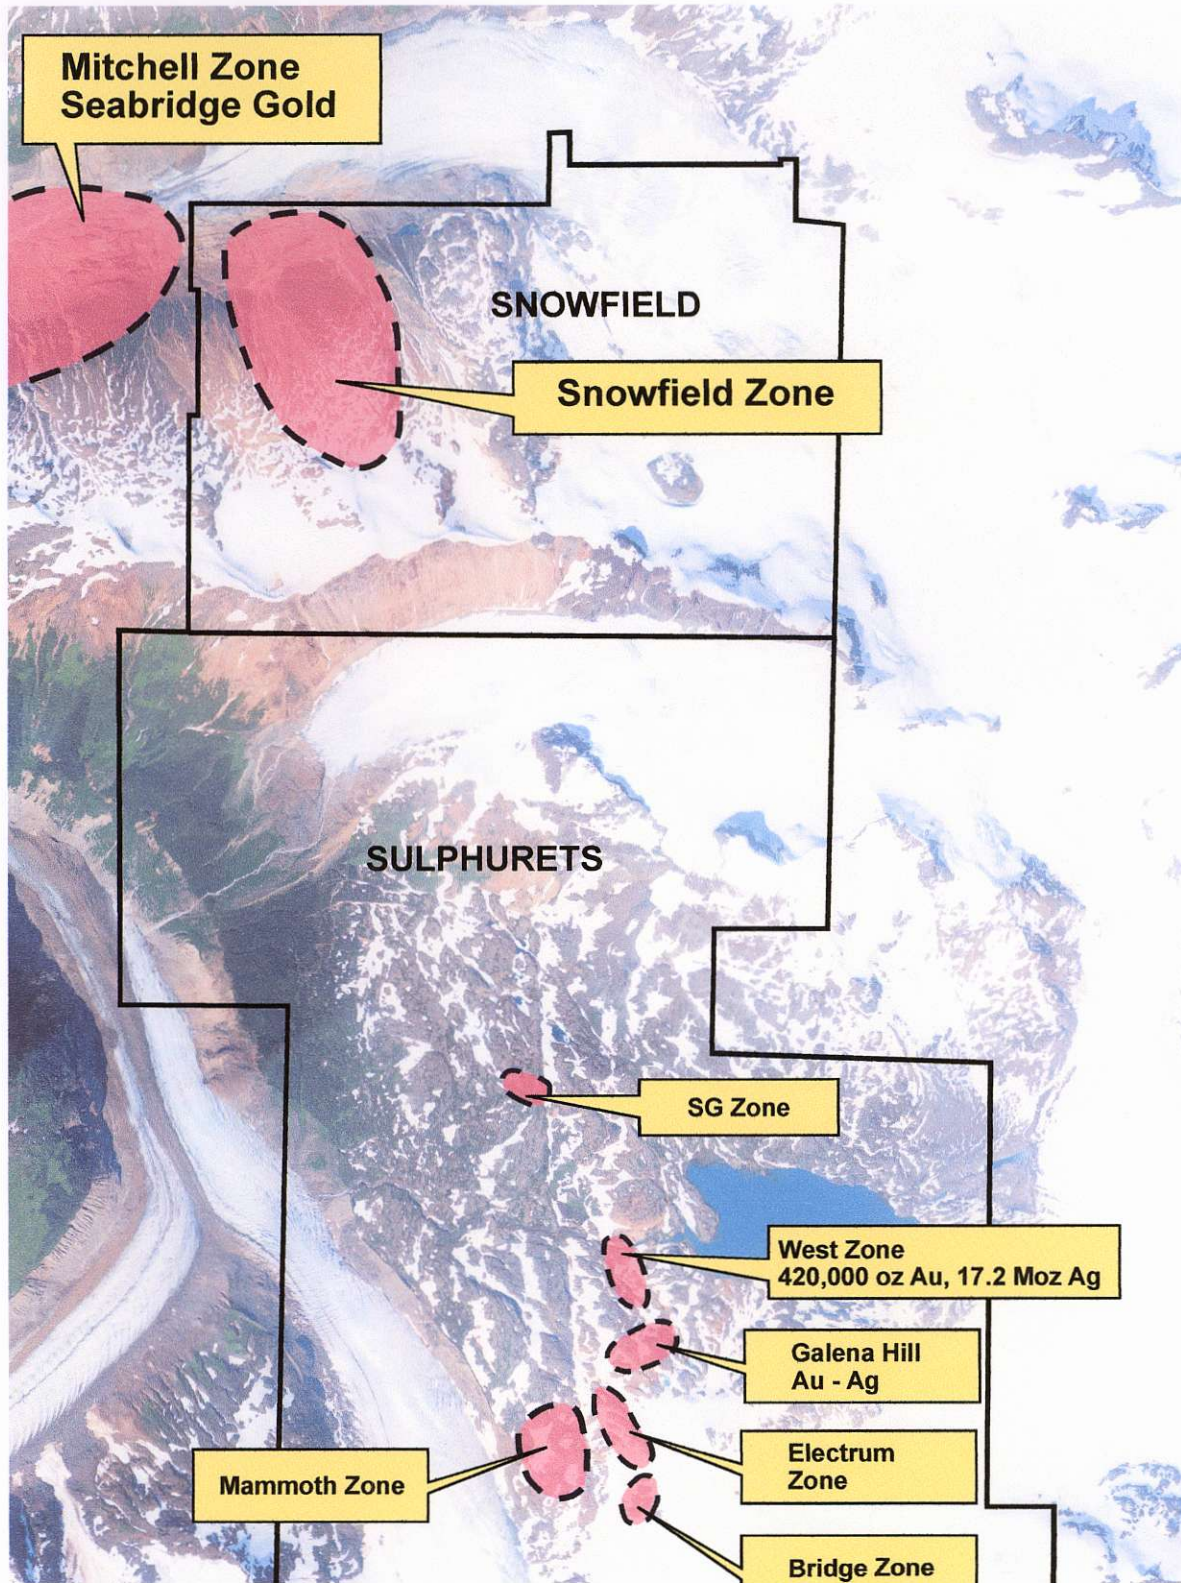 Mitchell Zone
Seabridge Gold
SNOWFIELD
Snowfield Zone
SULPHURETS
SG Zone
West Zone
420,000 oz Au, 17.2 Moz Ag
Galena Hill
Au - Ag
Electrum
Zone
Mammoth Zone
Bridge Zone